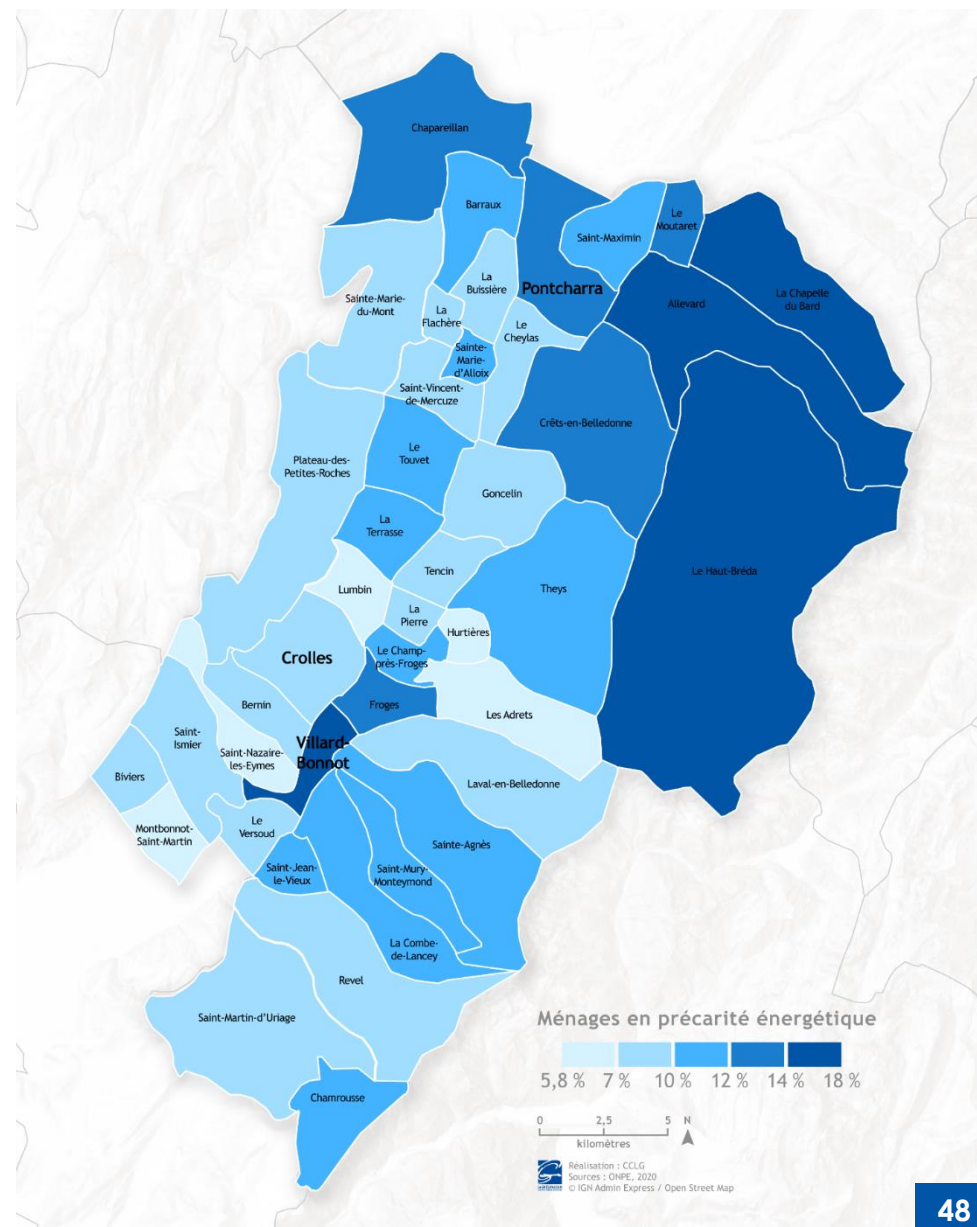 Chapareillan
Barraux
Le
Moutaret
Saint-Maximin
La
Buissière
Pontcharra
Allevard
La Chapelle
du Bard
Sainte-Marie-
du-Mont
La
Flachère
Le
Cheylas
Sainte-
Marie-
d'Alloix
Saint-Vincent-
de-Mercuze
Crêts-en-Belledonne
Le
Touvet
Plateau-des-
Petites-Roches
Goncelin
La
Terrasse
Tencin
Le Haut-Bréda
Lumbin
Theys
La
Pierre
Hurtières
Crolles
Le Champ-
près-Froges
Bernin
Froges
Les Adrets
Saint-
Ismier
Villard-
Bonnot
Saint-Nazaire-
les-Eymes
Biviers
Laval-en-Belledonne
Le
Versoud
Montbonnot-
Saint-Martin
Sainte-Agnès
Saint-Jean-
le-Vieux
Saint-Mury-
Monteymond
La Combe-
de-Lancey
Revel
Saint-Martin-d'Uriage
Chamrousse
Ménages en précarité énergétique
5,8 % 7 % 10 % 12 % 14 % 18 %
0 2,5 5 N
kilomètres
Réalisation : CCLG
Sources : ONPE, 2020
© IGN Admin Express / Open Street Map
48